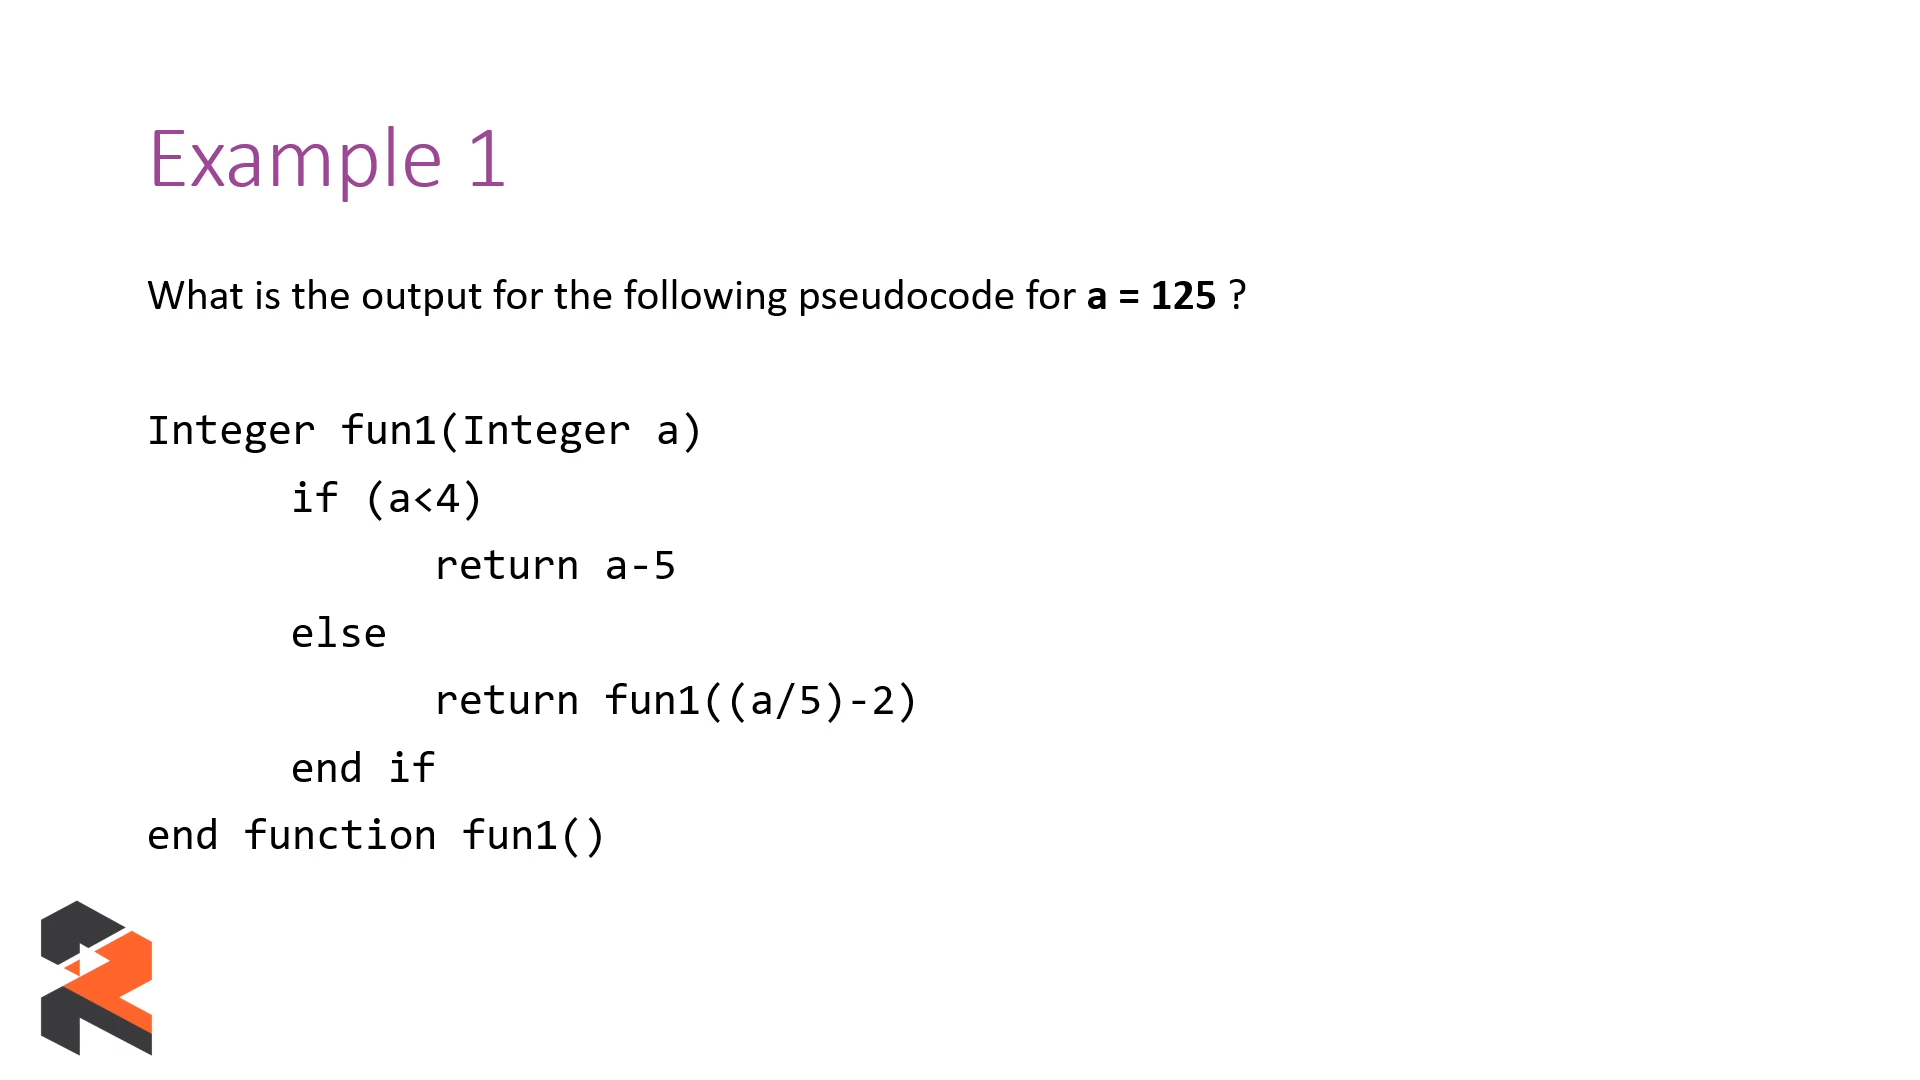 Example 1
What is the output for the following pseudocode for a = 125 ?
Integer fun1(Integer a)
if (a<4)
return a-5
else
return fun1((a/5)-2)
end if
end function fun1()